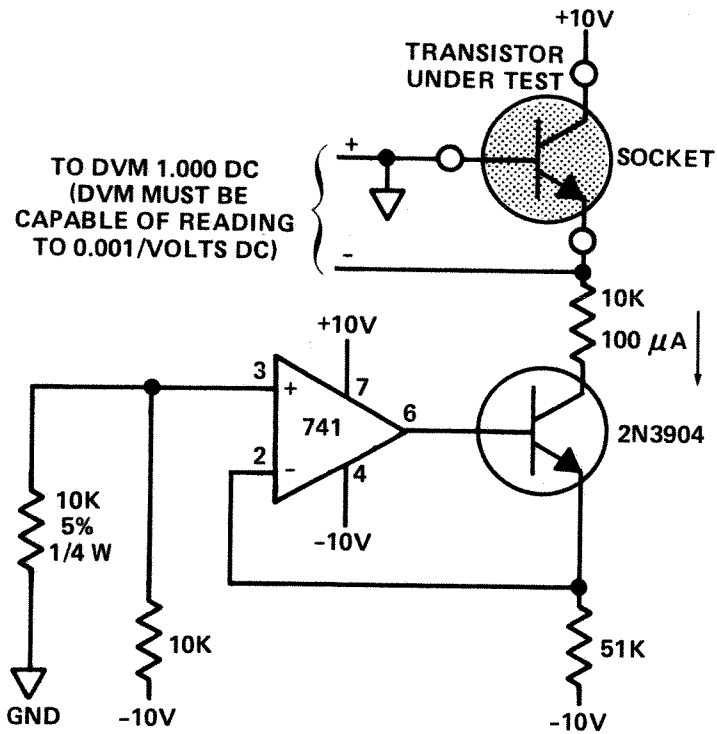 +10V
TRANSISTOR
UNDER TEST
SOCKET
+
TO DVM 1.000 DC
(DVM MUST BE
CAPABLE OF READING
TO 0.001/VOLTS DC)
-
10K
100 μA
+10V
3
+
7
741
6
2N3904
2
-
4
-10V
10K
5%
1/4 W
10K
51K
GND
-10V
-10V